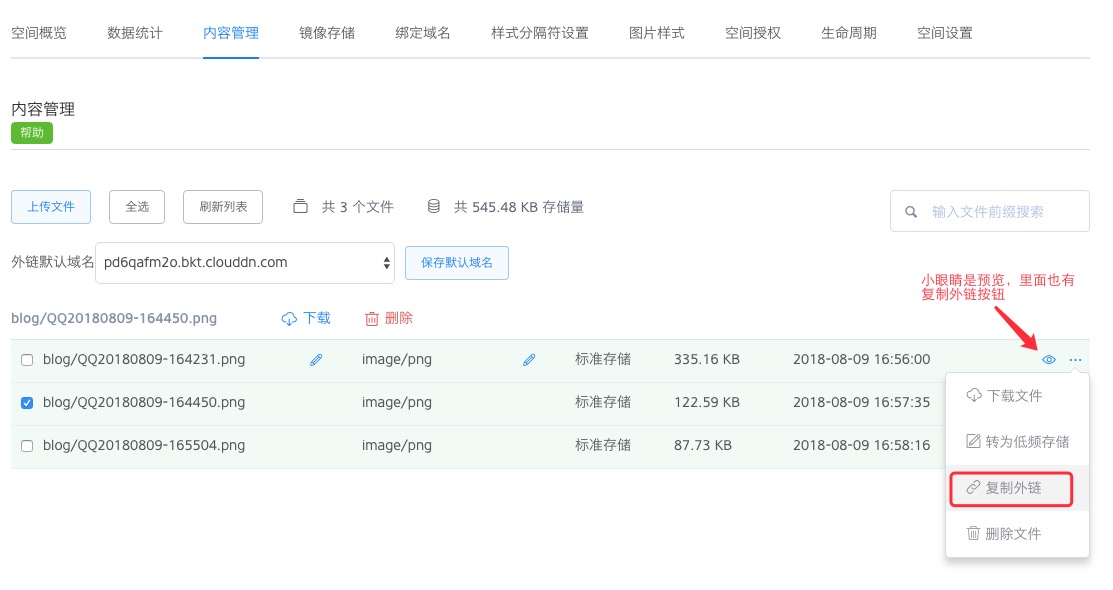 空间概览 数据统计 内容管理 镜像存储 绑定域名 样式分隔符设置 图片样式 空间授权 生命周期 空间设置
内容管理
帮助
上传文件 全选 刷新列表 共 3 个文件 共 545.48 KB 存储量 输入文件前缀搜索
外链默认域名 pd6qafm2o.bkt.clouddn.com 保存默认域名
小眼睛是预览，里面也有
复制外链按钮
blog/QQ20180809-164450.png 下载 删除
blog/QQ20180809-164231.png image/png 标准存储 335.16 KB 2018-08-09 16:56:00
blog/QQ20180809-164450.png image/png 标准存储 122.59 KB 2018-08-09 16:57:35
blog/QQ20180809-165504.png image/png 标准存储 87.73 KB 2018-08-09 16:58:16
下载文件
转为低频存储
复制外链
删除文件